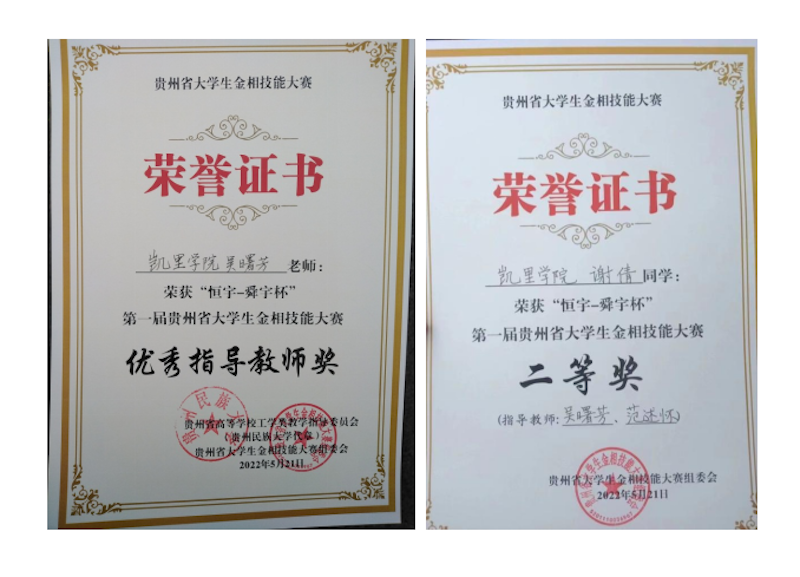 贵州省大学生金相技能大赛
荣誉证书
凯里学院 吴曙芳 老师：
荣获“恒宇-舜宇杯”
第一届贵州省大学生金相技能大赛
优秀指导教师奖
贵州省高等学校工学类教学指导委员会
（贵州民族大学代章）
贵州省大学生金相技能大赛组委会
2022年5月21日
贵州省大学生金相技能大赛
荣誉证书
凯里学院 谢倩 同学：
荣获“恒宇-舜宇杯”
第一届贵州省大学生金相技能大赛
二等奖
(指导教师:吴曙芳、范述怀)
贵州省大学生金相技能大赛组委会
2022年5月21日